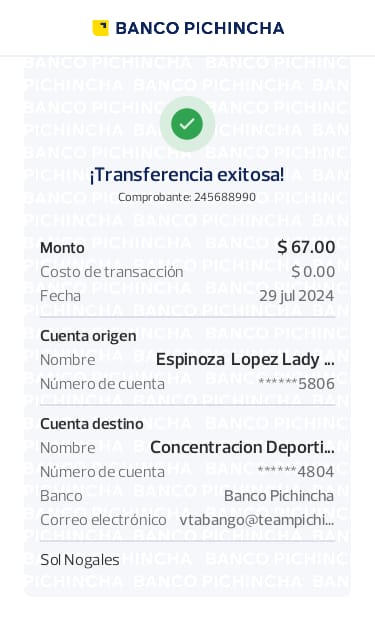 BANCO PICHINCHA
¡Transferencia exitosa!
Comprobante: 245688990
Monto $ 67.00
Costo de transacción $ 0.00
Fecha 29 jul 2024
Cuenta origen
Nombre Espinoza Lopez Lady ...
Número de cuenta ******5806
Cuenta destino
Nombre Concentracion Deporti...
Número de cuenta ******4804
Banco Banco Pichincha
Correo electrónico vtabango@teampichi...
Sol Nogales